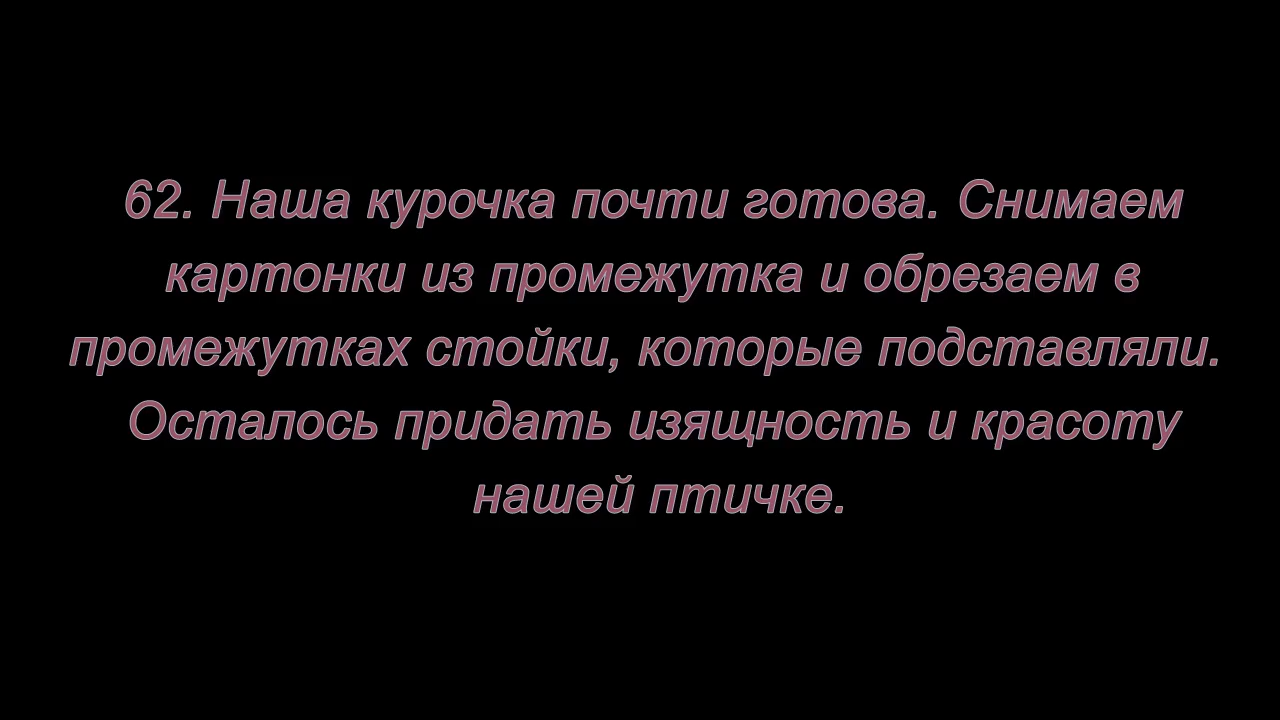 62. Наша курочка почти готова. Снимаем
картонки из промежутка и обрезаем в
промежутках стойки, которые подставляли.
Осталось придать изящность и красоту
нашей птичке.